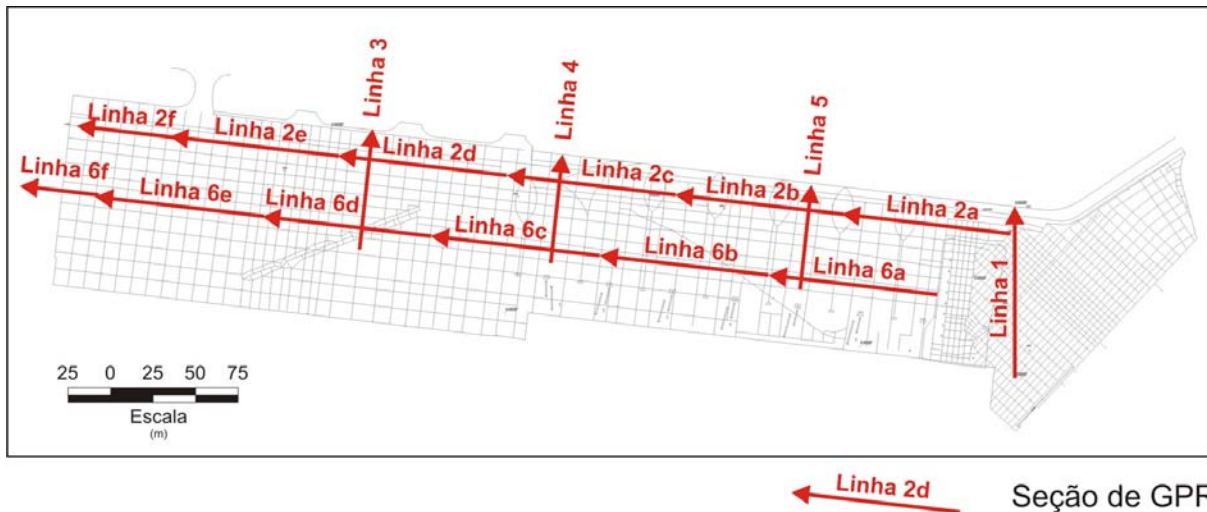 Linha 3
Linha 4
Linha 5
Linha 2f
Linha 2e
Linha 2d
Linha 2c
Linha 2b
Linha 2a
Linha 6f
Linha 6e
Linha 6d
Linha 6c
Linha 6b
Linha 6a
Linha 1
25 0 25 50 75
Escala
(m)
Linha 2d
Seção de GPR